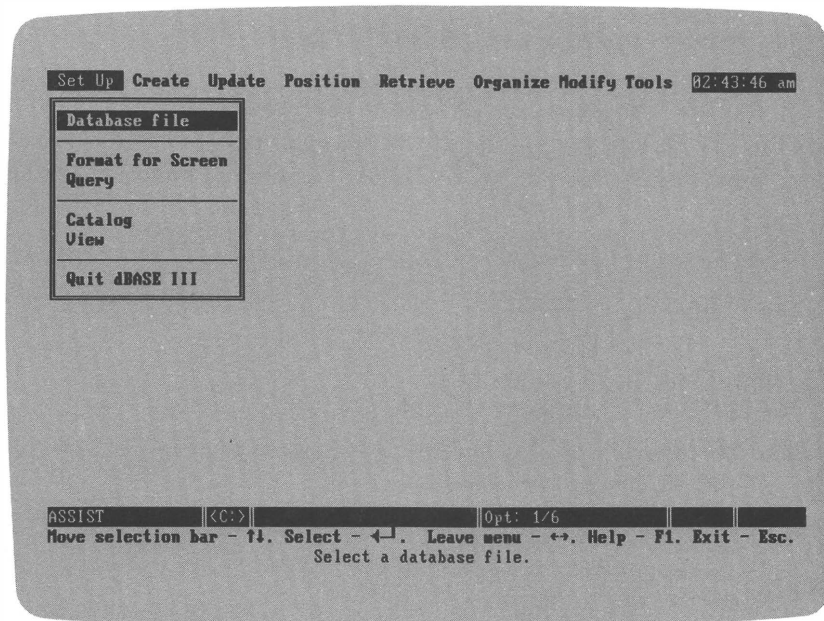 Set Up Create Update Position Retrieve Organize Modify Tools 02:43:46 am
Database file
Format for Screen
Query
Catalog
View
Quit dBASE III
ASSIST <C:> Opt: 1/6
Move selection bar - ↑↓. Select - ↵. Leave menu - ↔. Help - F1. Exit - Esc.
Select a database file.